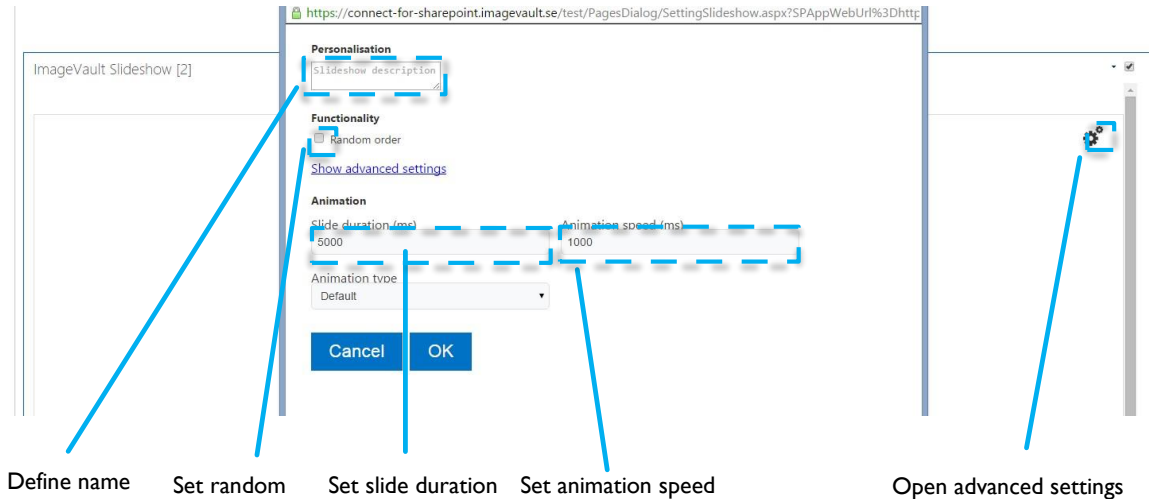 https://connect-for-sharepoint.imagevault.se/test/PagesDialog/SettingSlideshow.aspx?SPAppWebUrl%3Dhttp
ImageVault Slideshow [2]
Personalisation
Slideshow description
Functionality
Random order
Show advanced settings
Animation
Slide duration (ms) Animation speed (ms)
5000 1000
Animation type
Default
Cancel OK
Define name Set random Set slide duration Set animation speed Open advanced settings